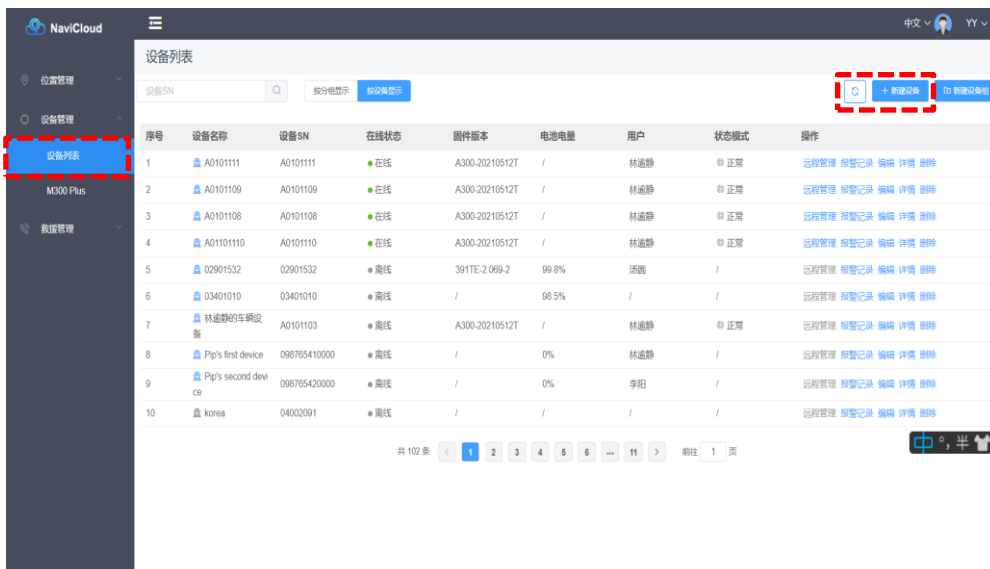 NaviCloud
中文
YY
设备列表
位置管理
设备SN
按分组显示
按设备显示
+ 新建设备
新建设备组
设备管理
设备列表
M300 Plus
救援管理
序号 设备名称 设备SN 在线状态 固件版本 电池电量 用户 状态模式 操作
1 A0101111 A0101111 在线 A300-20210512T / 林逾静 正常 远程管理 报警记录 编辑 详情 删除
2 A0101109 A0101109 在线 A300-20210512T / 林逾静 正常 远程管理 报警记录 编辑 详情 删除
3 A0101108 A0101108 在线 A300-20210512T / 林逾静 正常 远程管理 报警记录 编辑 详情 删除
4 A01101110 A0101110 在线 A300-20210512T / 林逾静 正常 远程管理 报警记录 编辑 详情 删除
5 02901532 02901532 离线 391TE-2.069-2 99.8% 汤圆 / 远程管理 报警记录 编辑 详情 删除
6 03401010 03401010 离线 / 98.5% / / 远程管理 报警记录 编辑 详情 删除
7 林逾静的车辆设
备 A0101103 离线 A300-20210512T / 林逾静 正常 远程管理 报警记录 编辑 详情 删除
8 Pip's first device 098765410000 离线 / 0% 林逾静 / 远程管理 报警记录 编辑 详情 删除
9 Pip's second devi
ce 098765420000 离线 / 0% 李阳 / 远程管理 报警记录 编辑 详情 删除
10 korea 04002091 离线 / / / / 远程管理 报警记录 编辑 详情 删除
共 102 条 < 1 2 3 4 5 6 ... 11 > 前往 1 页
中 °, 半